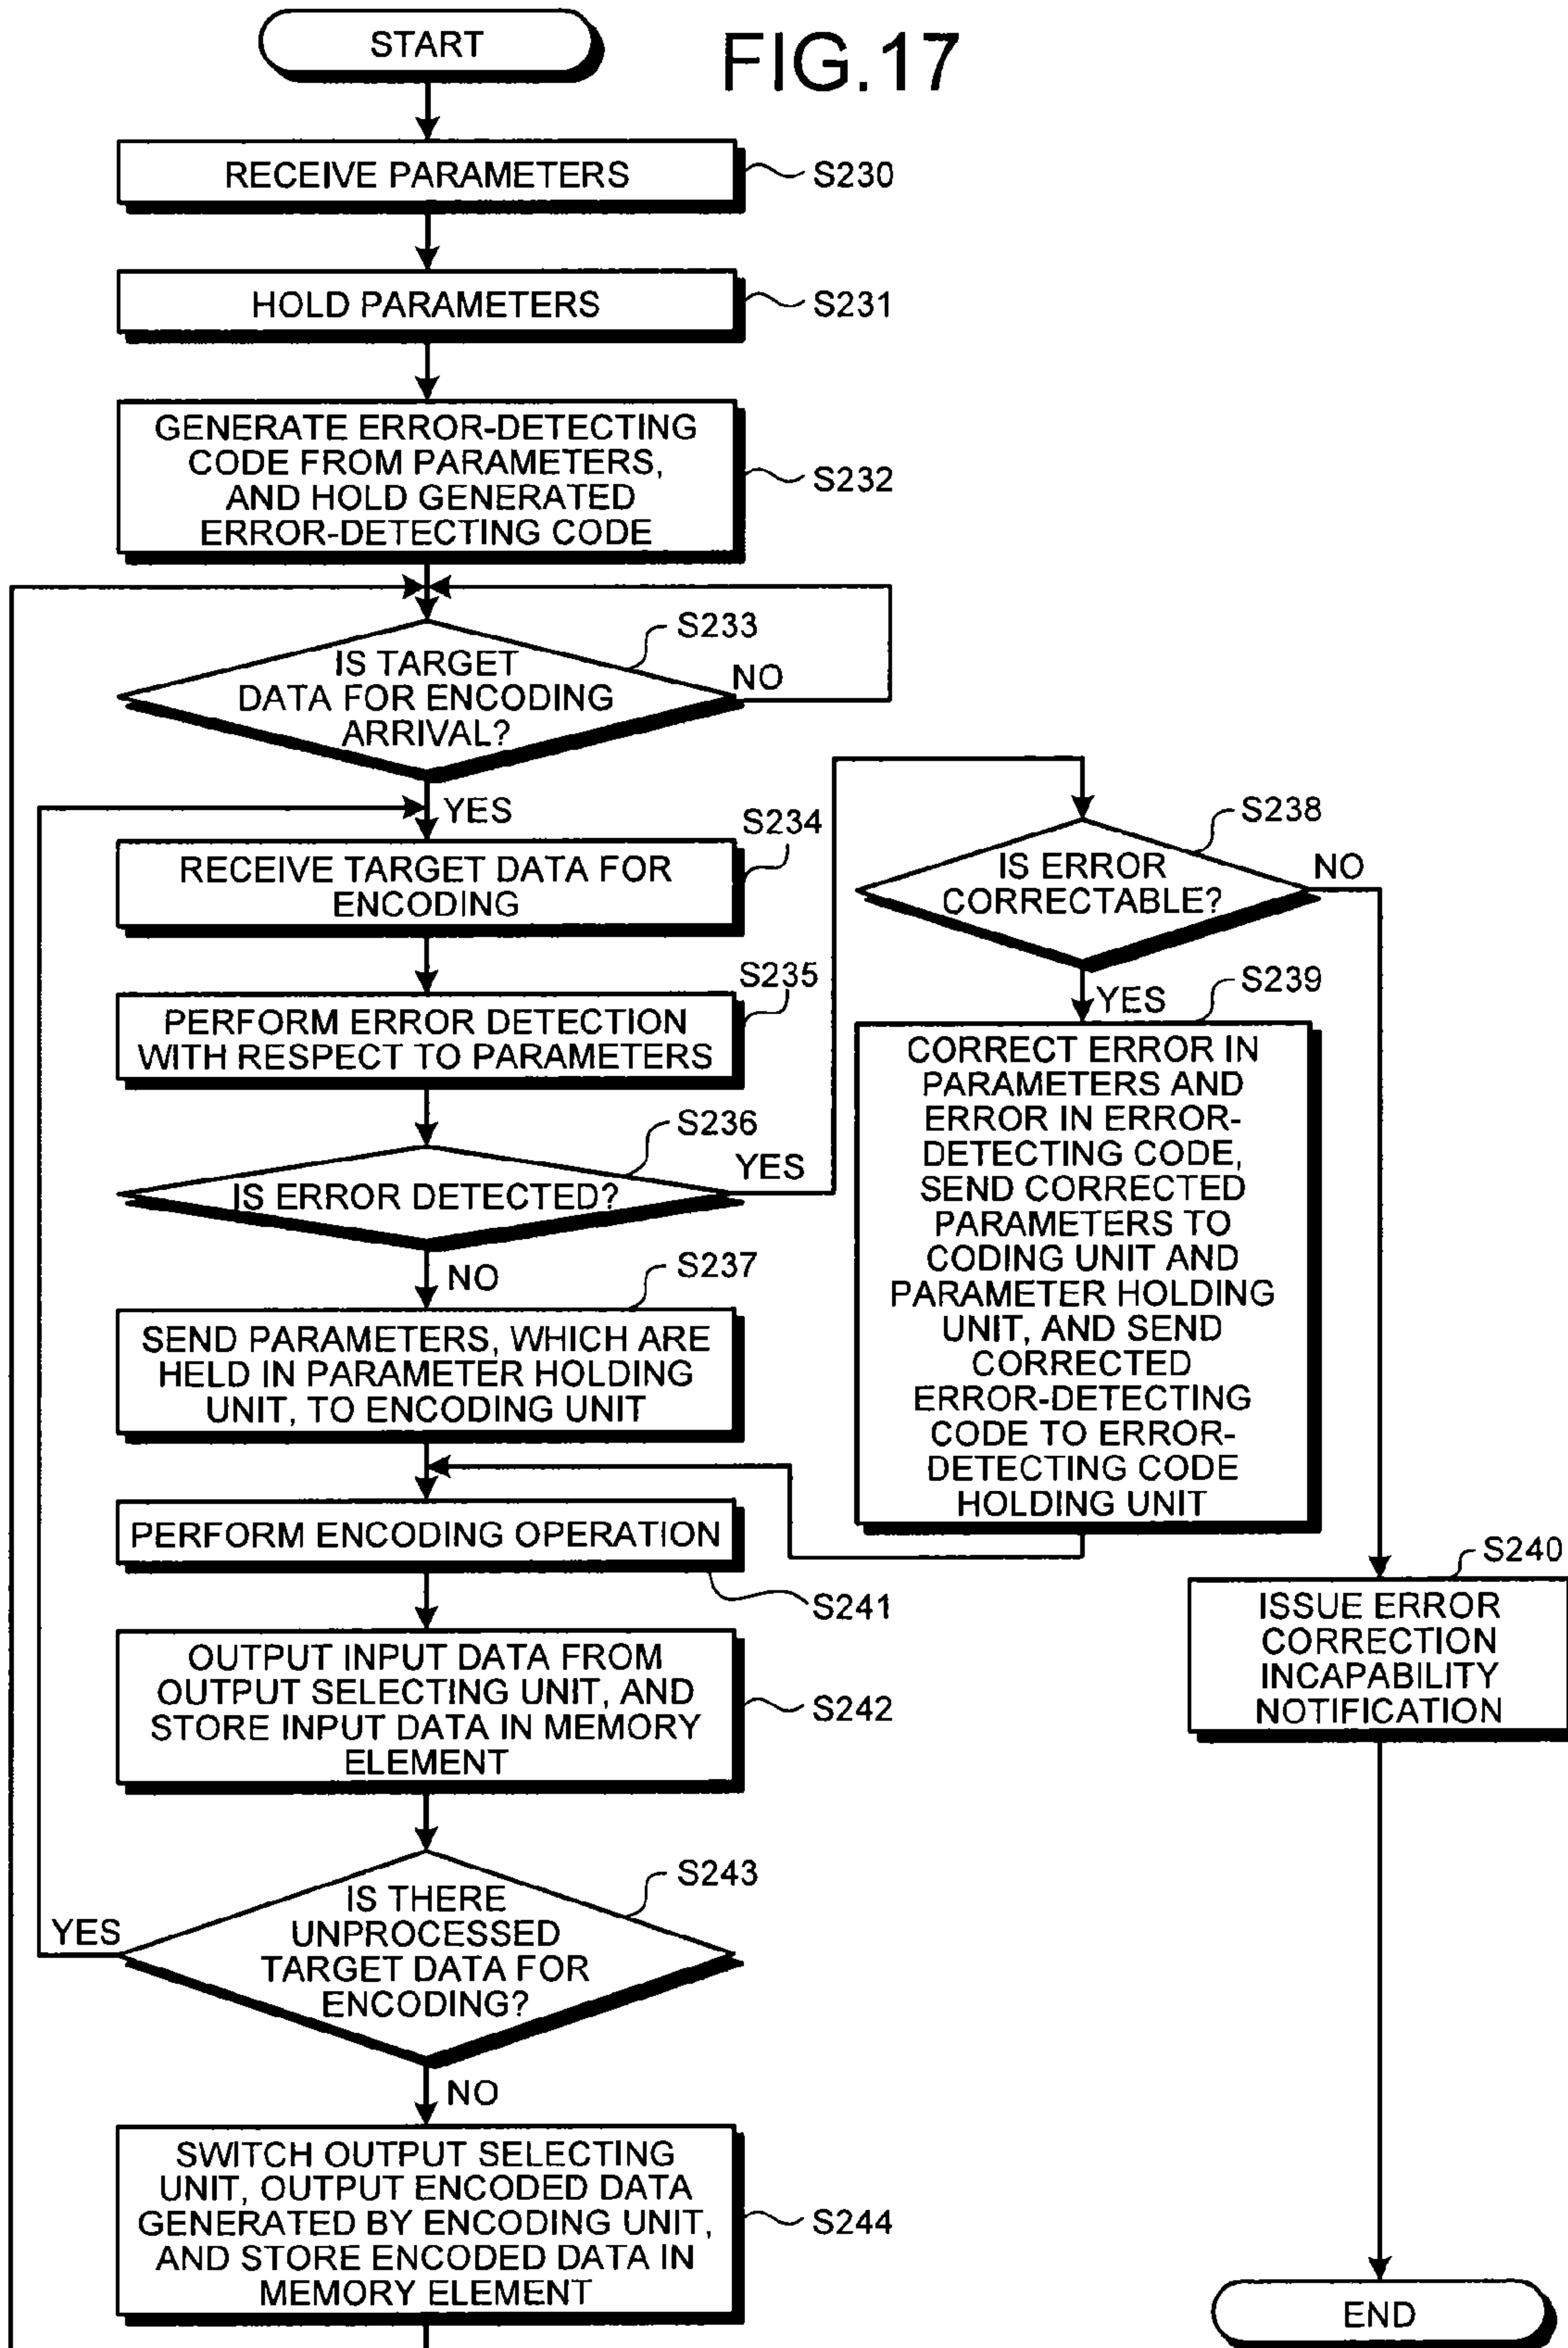 FIG.17
START
RECEIVE PARAMETERS
S230
HOLD PARAMETERS
S231
GENERATE ERROR-DETECTING
CODE FROM PARAMETERS,
AND HOLD GENERATED
ERROR-DETECTING CODE
S232
S233
IS TARGET
DATA FOR ENCODING
ARRIVAL?
NO
YES
S234
RECEIVE TARGET DATA FOR
ENCODING
S235
PERFORM ERROR DETECTION
WITH RESPECT TO PARAMETERS
S236
IS ERROR DETECTED?
YES
NO
S237
SEND PARAMETERS, WHICH ARE
HELD IN PARAMETER HOLDING
UNIT, TO ENCODING UNIT
S238
IS ERROR
CORRECTABLE?
NO
YES
S239
CORRECT ERROR IN
PARAMETERS AND
ERROR IN ERROR-
DETECTING CODE,
SEND CORRECTED
PARAMETERS TO
CODING UNIT AND
PARAMETER HOLDING
UNIT, AND SEND
CORRECTED
ERROR-DETECTING
CODE TO ERROR-
DETECTING CODE
HOLDING UNIT
S240
ISSUE ERROR
CORRECTION
INCAPABILITY
NOTIFICATION
PERFORM ENCODING OPERATION
S241
OUTPUT INPUT DATA FROM
OUTPUT SELECTING UNIT, AND
STORE INPUT DATA IN MEMORY
ELEMENT
S242
S243
IS THERE
UNPROCESSED
TARGET DATA FOR
ENCODING?
YES
NO
SWITCH OUTPUT SELECTING
UNIT, OUTPUT ENCODED DATA
GENERATED BY ENCODING UNIT,
AND STORE ENCODED DATA IN
MEMORY ELEMENT
S244
END